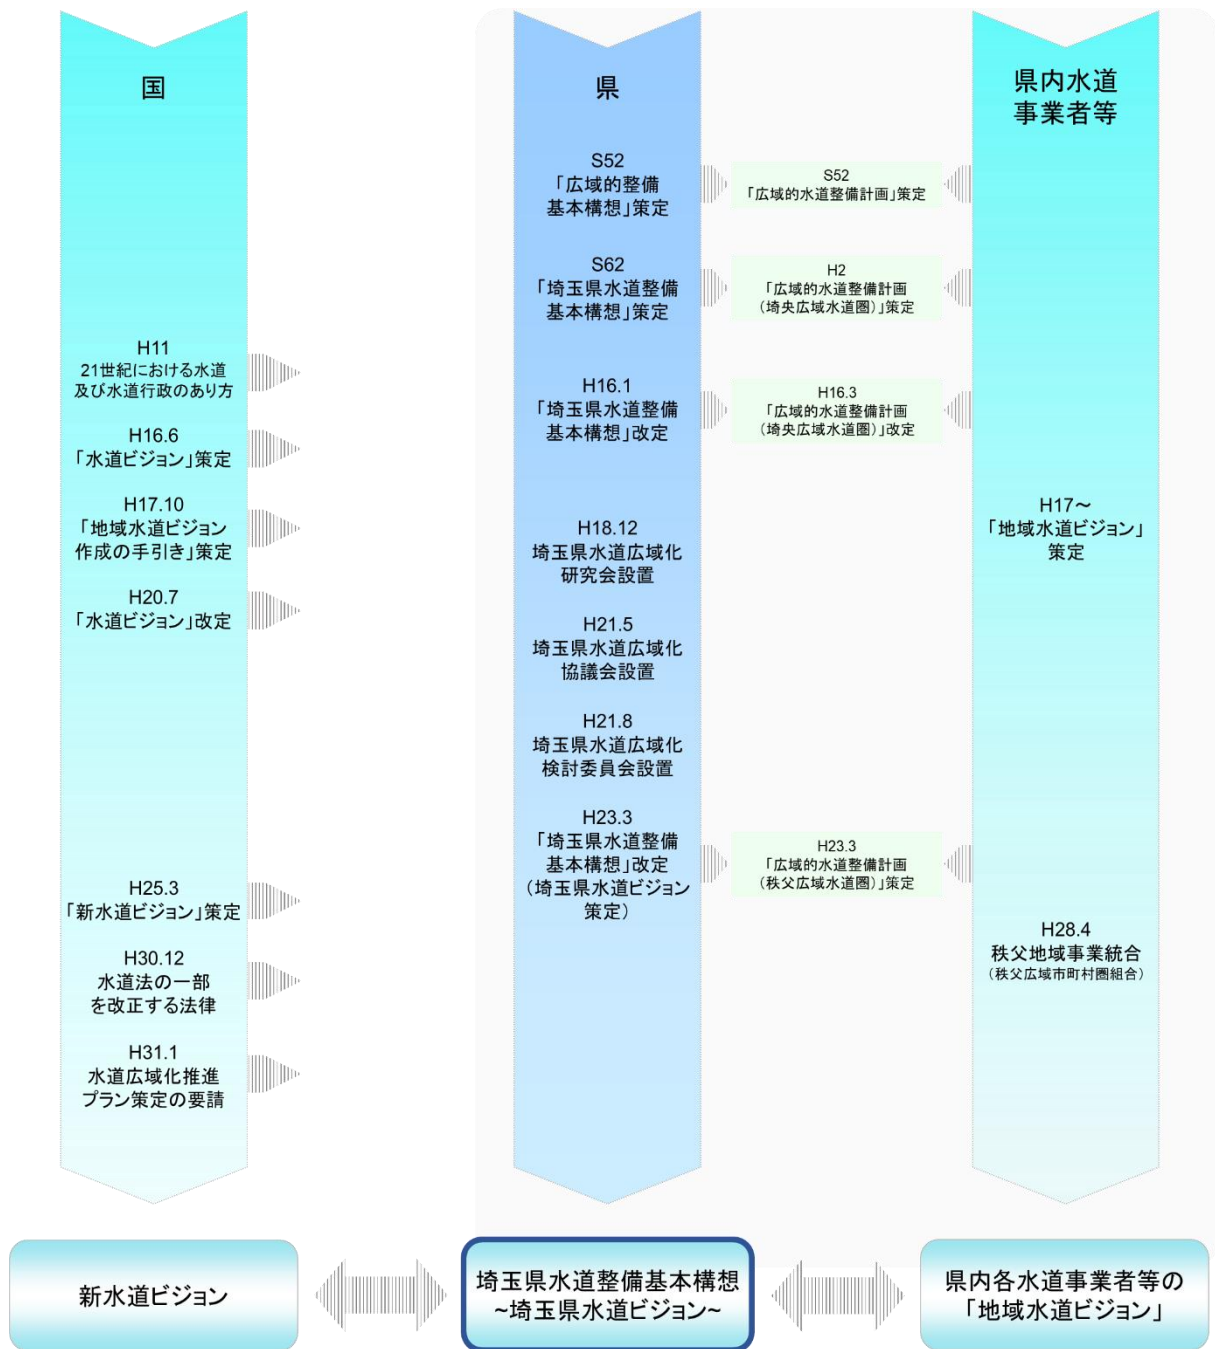 国
H11
21世紀における水道
及び水道行政のあり方
H16.6
「水道ビジョン」策定
H17.10
「地域水道ビジョン
作成の手引き」策定
H20.7
「水道ビジョン」改定
H25.3
「新水道ビジョン」策定
H30.12
水道法の一部
を改正する法律
H31.1
水道広域化推進
プラン策定の要請
県
S52
「広域的整備
基本構想」策定
S62
「埼玉県水道整備
基本構想」策定
H16.1
「埼玉県水道整備
基本構想」改定
H18.12
埼玉県水道広域化
研究会設置
H21.5
埼玉県水道広域化
協議会設置
H21.8
埼玉県水道広域化
検討委員会設置
H23.3
「埼玉県水道整備
基本構想」改定
（埼玉県水道ビジョン
策定）
S52
「広域的水道整備計画」策定
H2
「広域的水道整備計画
（埼央広域水道圏）」策定
H16.3
「広域的水道整備計画
（埼央広域水道圏）」改定
H23.3
「広域的水道整備計画
（秩父広域水道圏）」策定
県内水道
事業者等
H17～
「地域水道ビジョン」
策定
H28.4
秩父地域事業統合
（秩父広域市町村圏組合）
新水道ビジョン
埼玉県水道整備基本構想
~埼玉県水道ビジョン~
県内各水道事業者等の
「地域水道ビジョン」